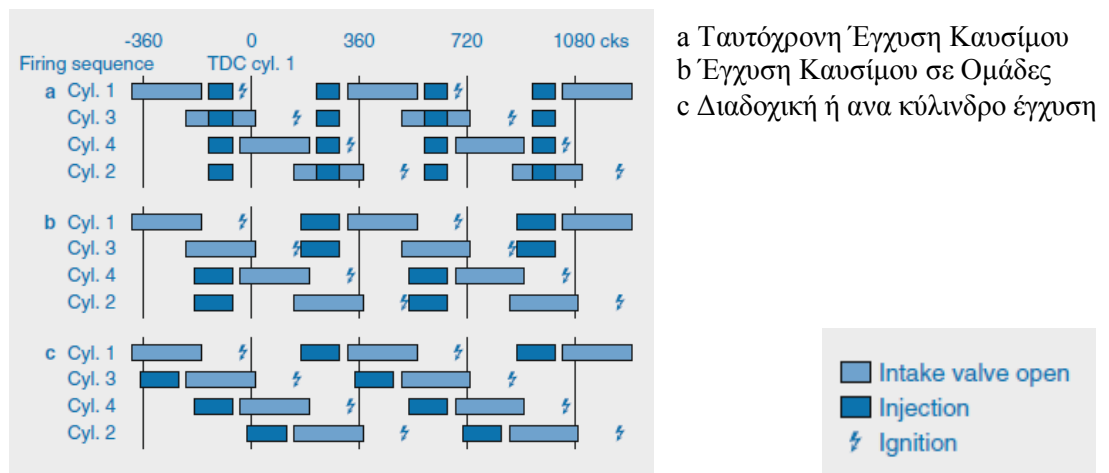 -360 0 360 720 1080 cks
Firing sequence TDC cyl. 1
a Cyl. 1
Cyl. 3
Cyl. 4
Cyl. 2
b Cyl. 1
Cyl. 3
Cyl. 4
Cyl. 2
c Cyl. 1
Cyl. 3
Cyl. 4
Cyl. 2
a Ταυτόχρονη Έγχυση Καυσίμου
b Έγχυση Καυσίμου σε Ομάδες
c Διαδοχική ή ανα κύλινδρο έγχυση
Intake valve open
Injection
Ignition